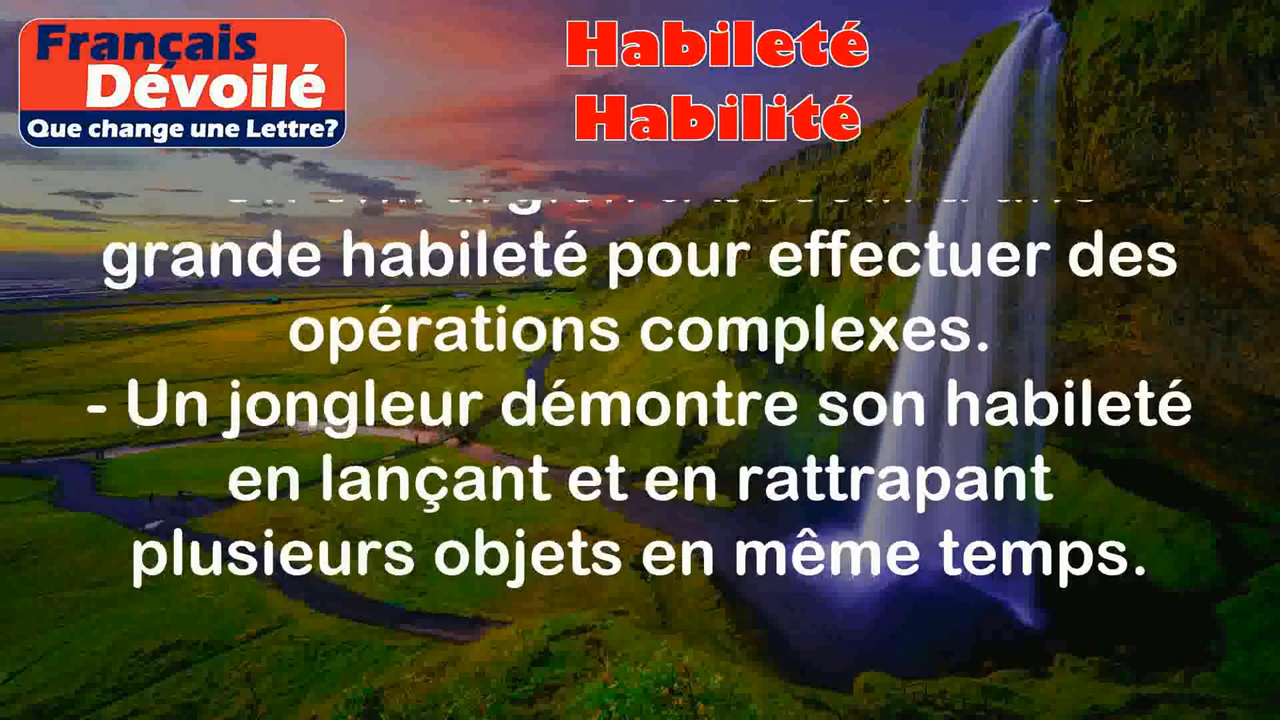 Français
Dévoilé
Que change une Lettre?
Habileté
Habilité
grande habileté pour effectuer des
opérations complexes.
- Un jongleur démontre son habileté
en lançant et en rattrapant
plusieurs objets en même temps.